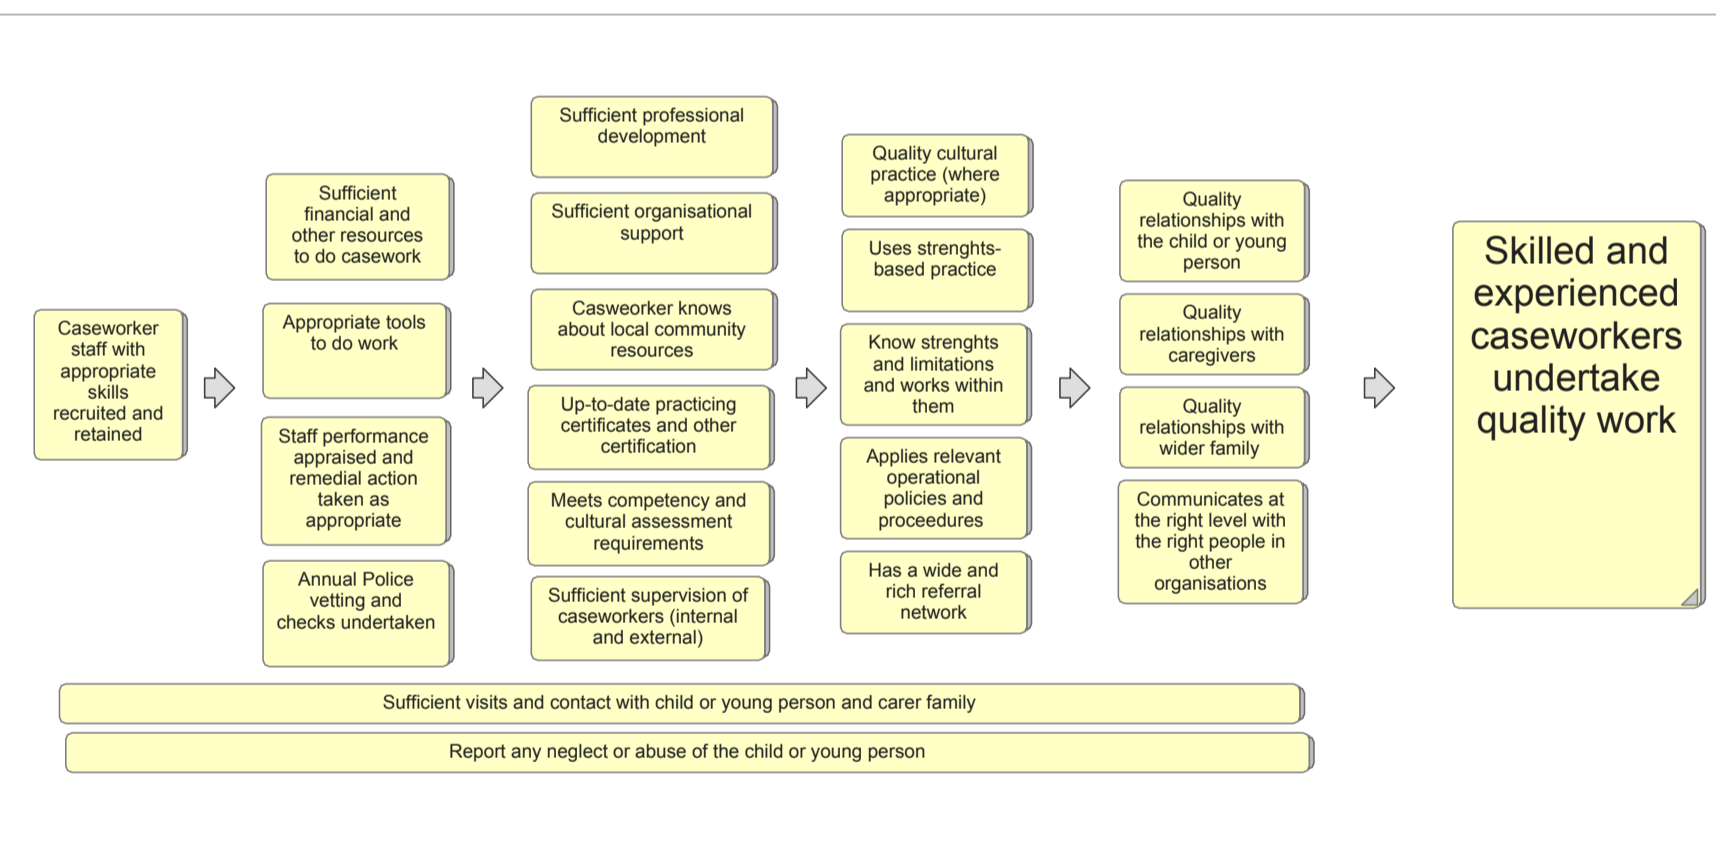 Caseworker
staff with
appropriate
skills
recruited and
retained
Sufficient
financial and
other resources
to do casework
Appropriate tools
to do work
Staff performance
appraised and
remedial action
taken as
appropriate
Annual Police
vetting and
checks undertaken
Sufficient professional
development
Sufficient organisational
support
Casweorker knows
about local community
resources
Up-to-date practicing
certificates and other
certification
Meets competency and
cultural assessment
requirements
Sufficient supervision of
caseworkers (internal
and external)
Quality cultural
practice (where
appropriate)
Uses strenghts-
based practice
Know strenghts
and limitations
and works within
them
Applies relevant
operational
policies and
proceedures
Has a wide and
rich referral
network
Quality
relationships with
the child or young
person
Quality
relationships with
caregivers
Quality
relationships with
wider family
Communicates at
the right level with
the right people in
other
organisations
Skilled and
experienced
caseworkers
undertake
quality work
Sufficient visits and contact with child or young person and carer family
Report any neglect or abuse of the child or young person